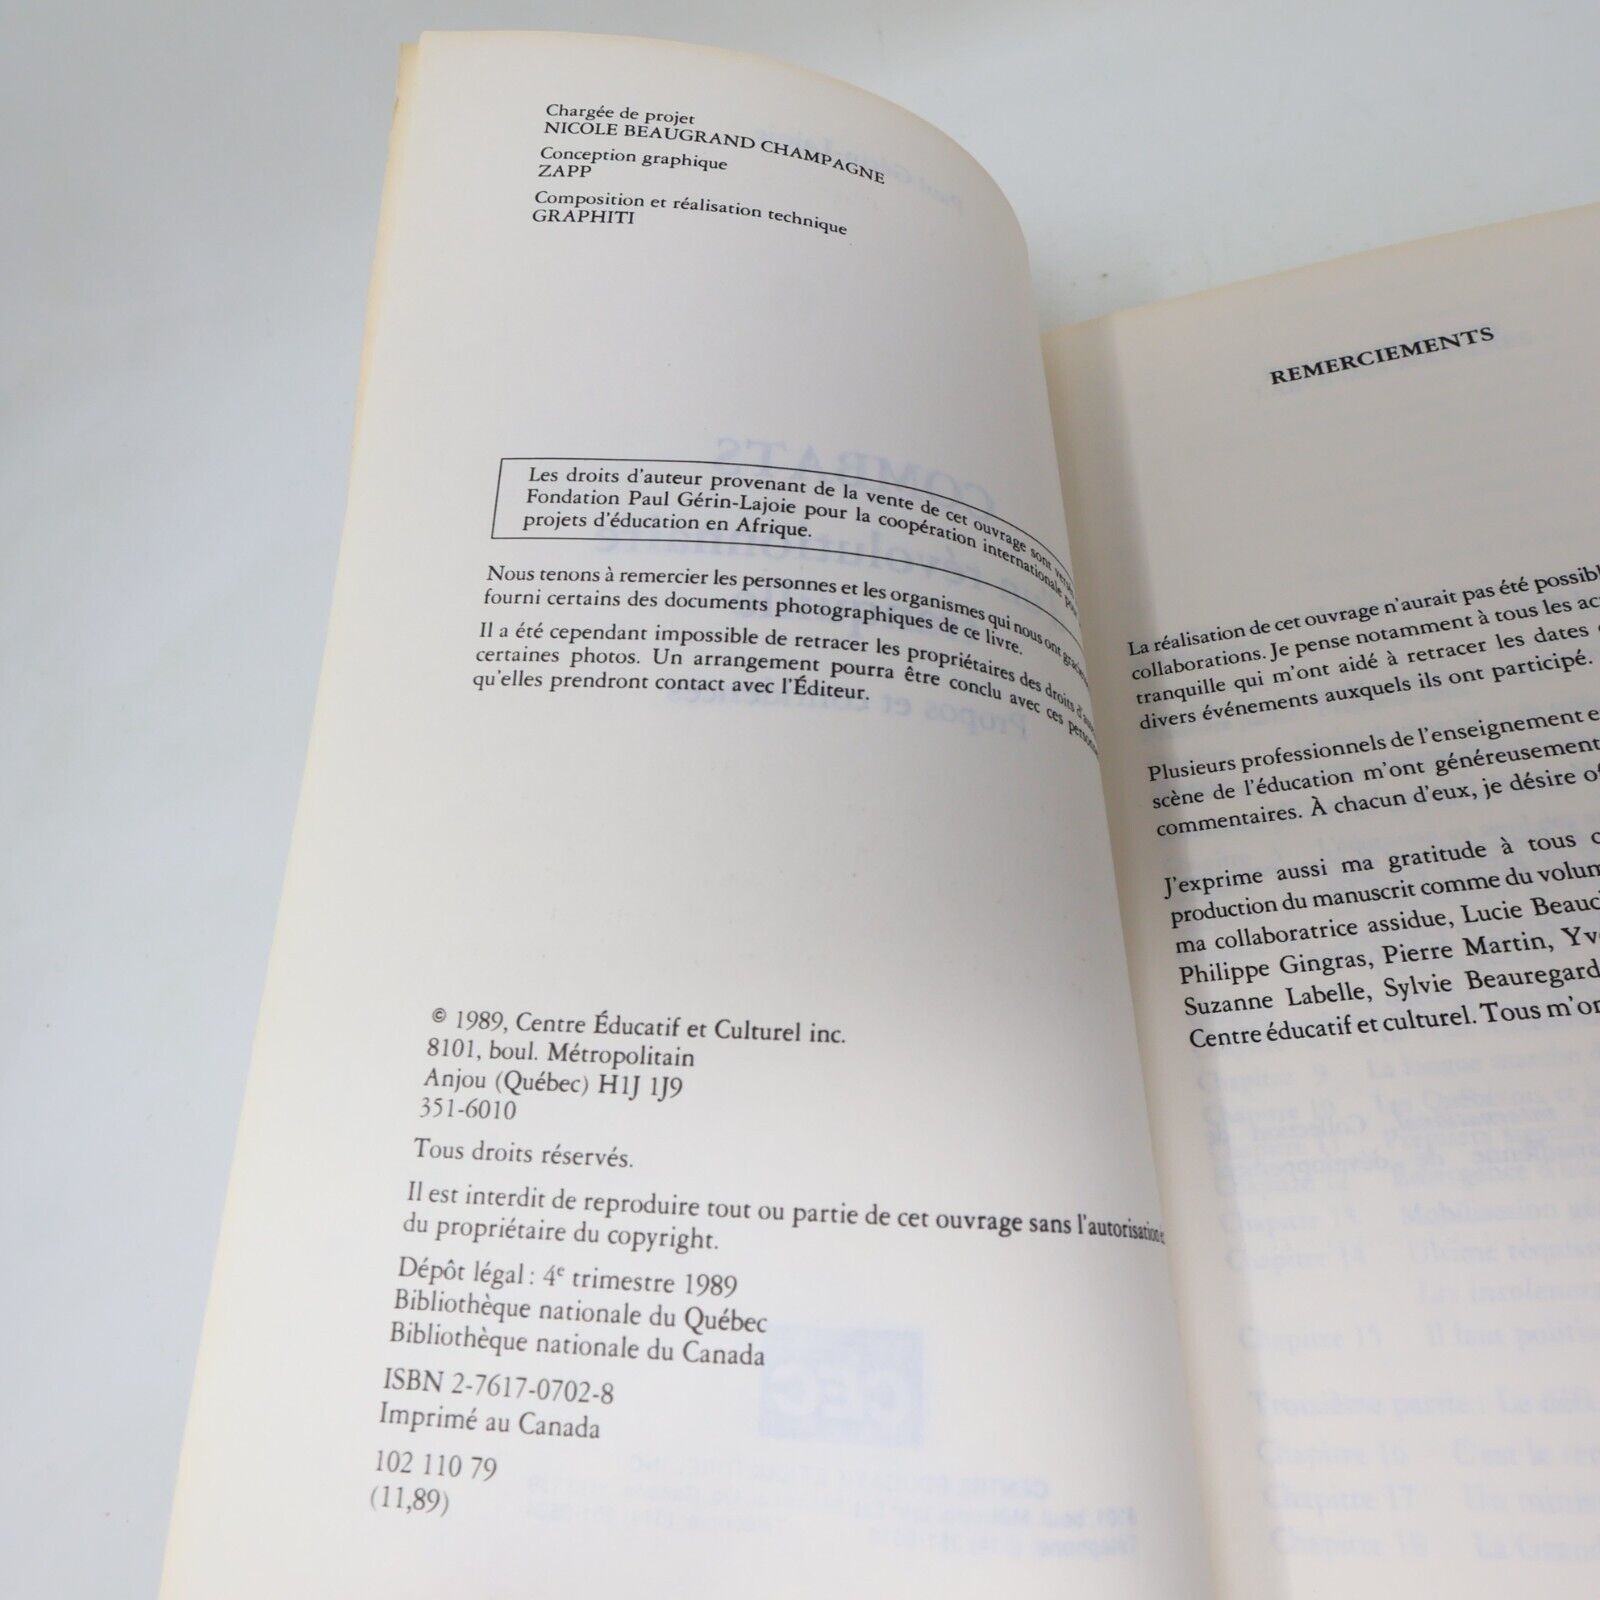 Chargée de projet
NICOLE BEAUGRAND CHAMPAGNE
Conception graphique
ZAPP
Composition et réalisation technique
GRAPHITI
Les droits d'auteur provenant de la vente de cet ouvrage sont
Fondation Paul Gérin-Lajoie pour la coopération internationale pour
projets d'éducation en Afrique.
Nous tenons à remercier les personnes et les organismes qui nous ont
fourni certains des documents photographiques de ce livre.
Il a été cependant impossible de retracer les propriétaires des droits
certaines photos. Un arrangement pourra être conclu avec ces
qu'elles prendront contact avec l'Éditeur.
© 1989, Centre Éducatif et Culturel inc.
8101, boul. Métropolitain
Anjou (Québec) H1J 1J9
351-6010
Tous droits réservés.
Il est interdit de reproduire tout ou partie de cet ouvrage sans l'autorisation
du propriétaire du copyright.
Dépôt légal : 4e trimestre 1989
Bibliothèque nationale du Québec
Bibliothèque nationale du Canada
ISBN 2-7617-0702-8
Imprimé au Canada
102 110 79
(11,89)
REMERCIEMENTS
La réalisation de cet ouvrage n'aurait pas été
collaborations. Je pense notamment à tous les
tranquille qui m'ont aidé à retracer les dates
divers événements auxquels ils ont participé.
Plusieurs professionnels de l'enseignement
scène de l'éducation m'ont généreusement
commentaires. À chacun d'eux, je désire
J'exprime aussi ma gratitude à tous
production du manuscrit comme du
ma collaboratrice assidue, Lucie
Philippe Gingras, Pierre Martin,
Suzanne Labelle, Sylvie Beauregard
Centre éducatif et culturel. Tous